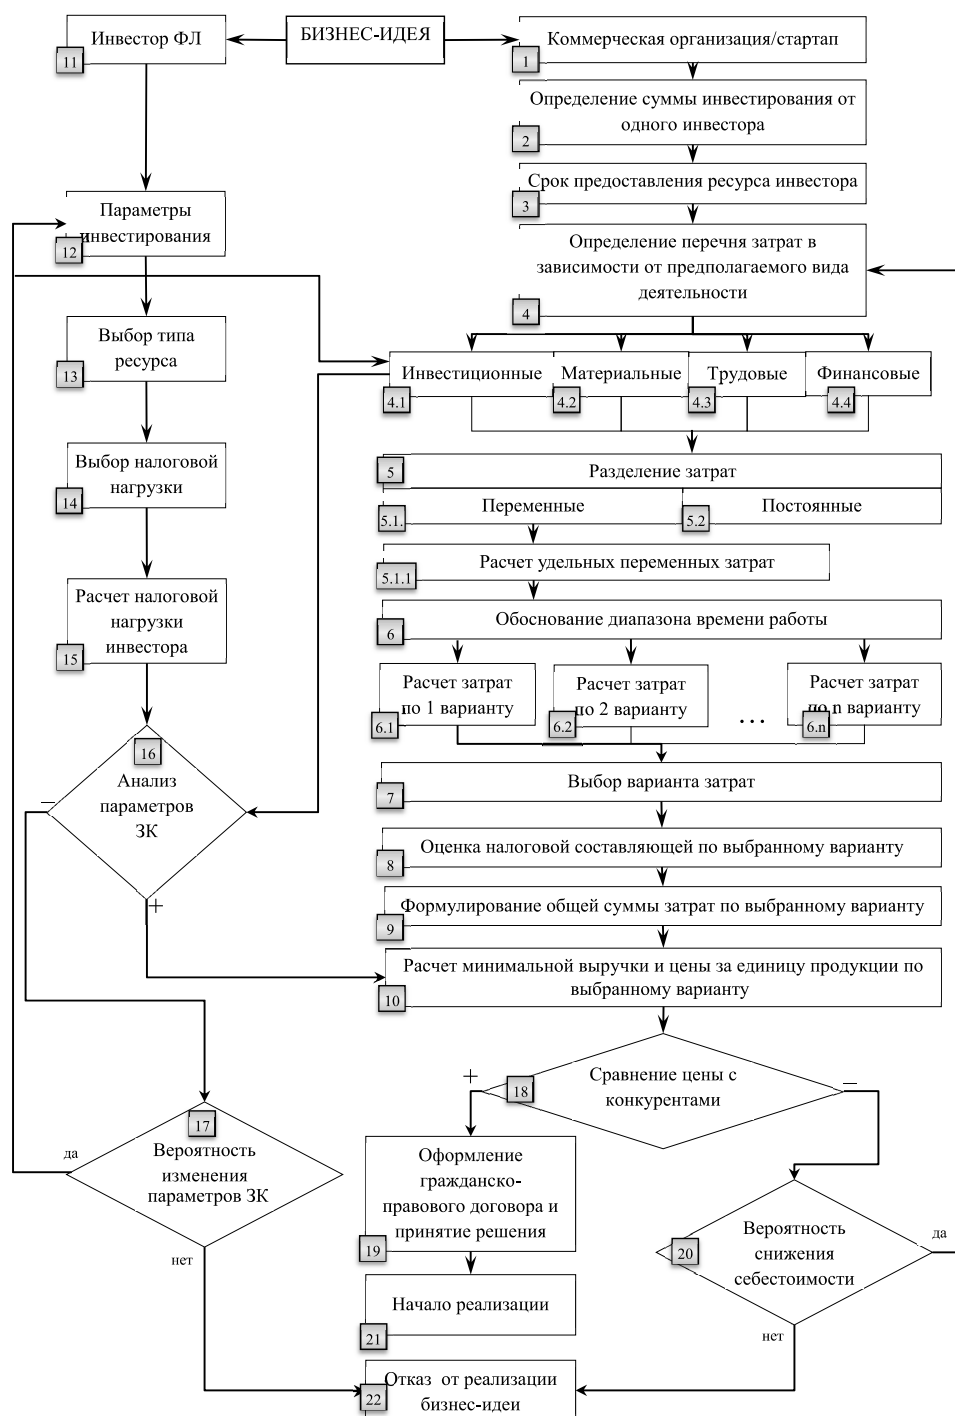 БИЗНЕС-ИДЕЯ
Инвестор ФЛ
11
Коммерческая организация/стартап
1
Определение суммы инвестирования от
одного инвестора
2
Срок предоставления ресурса инвестора
3
Параметры
инвестирования
12
Определение перечня затрат в
зависимости от предполагаемого вида
деятельности
4
Выбор типа
ресурса
13
Инвестиционные
4.1
Материальные
4.2
Трудовые
4.3
Финансовые
4.4
Выбор налоговой
нагрузки
14
5
Разделение затрат
Переменные
5.1.
Постоянные
5.2
Расчет удельных переменных затрат
5.1.1
Расчет налоговой
нагрузки
инвестора
15
Обоснование диапазона времени работы
6
Расчет затрат
по 1 варианту
6.1
Расчет затрат
по 2 варианту
6.2
…
Расчет затрат
по n варианту
6.n
16
Анализ
параметров
ЗК
–
+
Выбор варианта затрат
7
Оценка налоговой составляющей по выбранному варианту
8
Формулирование общей суммы затрат по выбранному варианту
9
Расчет минимальной выручки и цены за единицу продукции по
выбранному варианту
10
Сравнение цены с
конкурентами
18
+
–
17
Вероятность
изменения
параметров ЗК
да
нет
Оформление
гражданско-
правового договора и
принятие решения
19
Вероятность
снижения
себестоимости
20
да
нет
Начало реализации
21
Отказ от реализации
бизнес-идеи
22